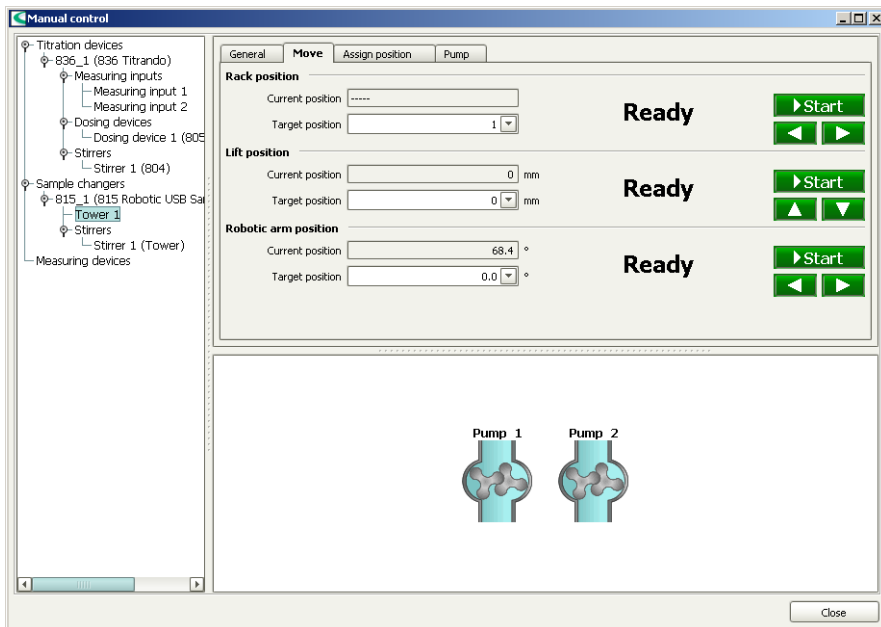 Manual control
Titration devices
836_1 (836 Titrando)
Measuring inputs
Measuring input 1
Measuring input 2
Dosing devices
Dosing device 1 (805
Stirrers
Stirrer 1 (804)
Sample changers
815_1 (815 Robotic USB Sa
Tower 1
Stirrers
Stirrer 1 (Tower)
Measuring devices
General Move Assign position Pump
Rack position
Current position -----
Target position 1
Ready
Start
Lift position
Current position 0 mm
Target position 0 mm
Ready
Start
Robotic arm position
Current position 68.4 °
Target position 0.0 °
Ready
Start
Pump 1 Pump 2
Close